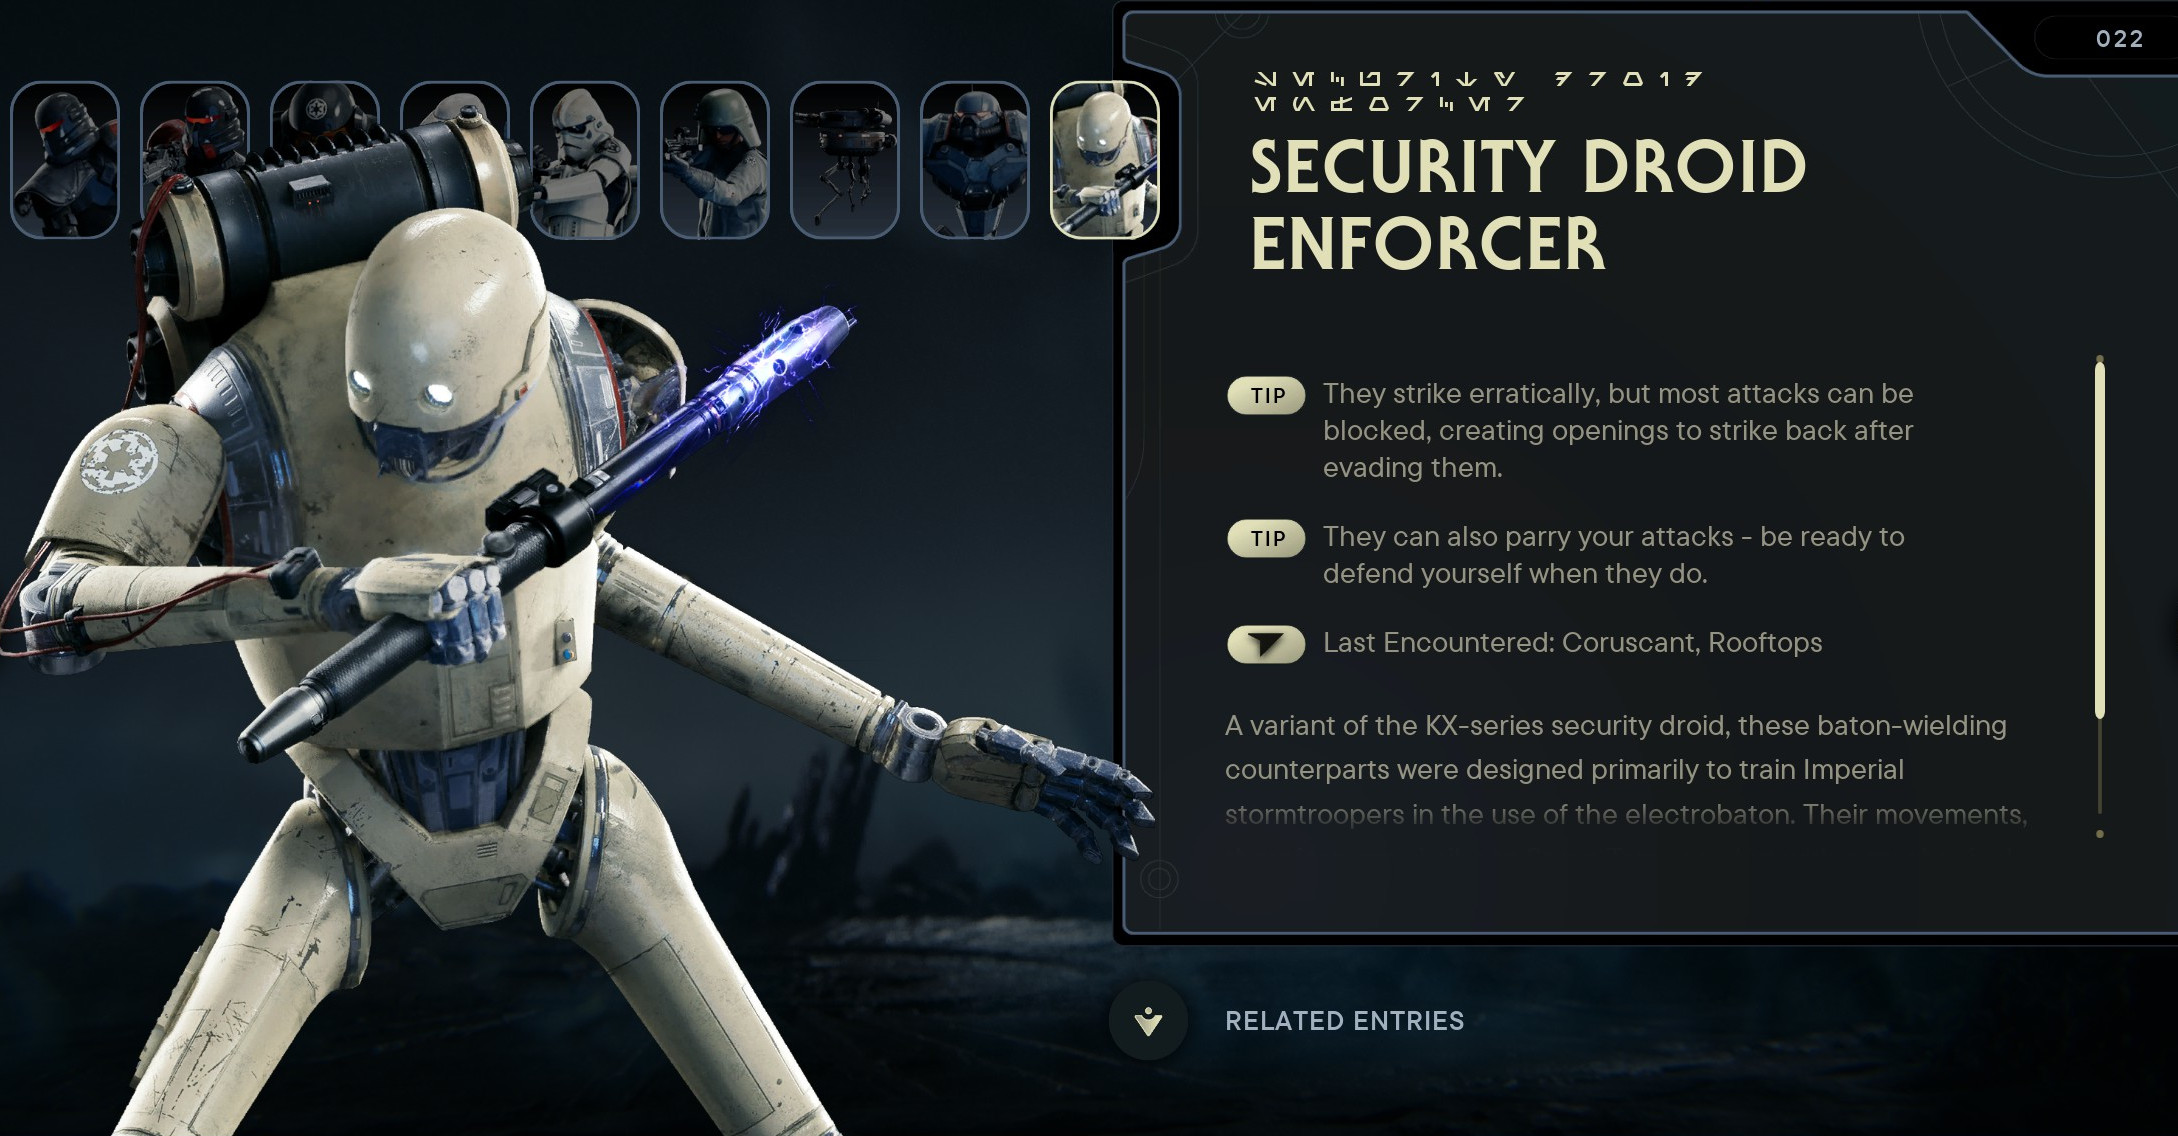 022
SECURITY DROID
ENFORCER
TIP They strike erratically, but most attacks can be
blocked, creating openings to strike back after
evading them.
TIP They can also parry your attacks - be ready to
defend yourself when they do.
Last Encountered: Coruscant, Rooftops
A variant of the KX-series security droid, these baton-wielding
counterparts were designed primarily to train Imperial
stormtroopers in the use of the electrobaton. Their movements,
RELATED ENTRIES